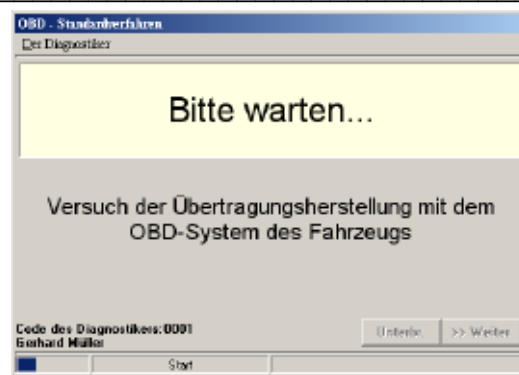 OBD - Standardverfahren
Der Diagnostiker
Bitte warten...
Versuch der Übertragungsherstellung mit dem
OBD-System des Fahrzeugs
Code des Diagnostikers:0001
Gerhard Müller
Unterbr. >> Weiter
Start